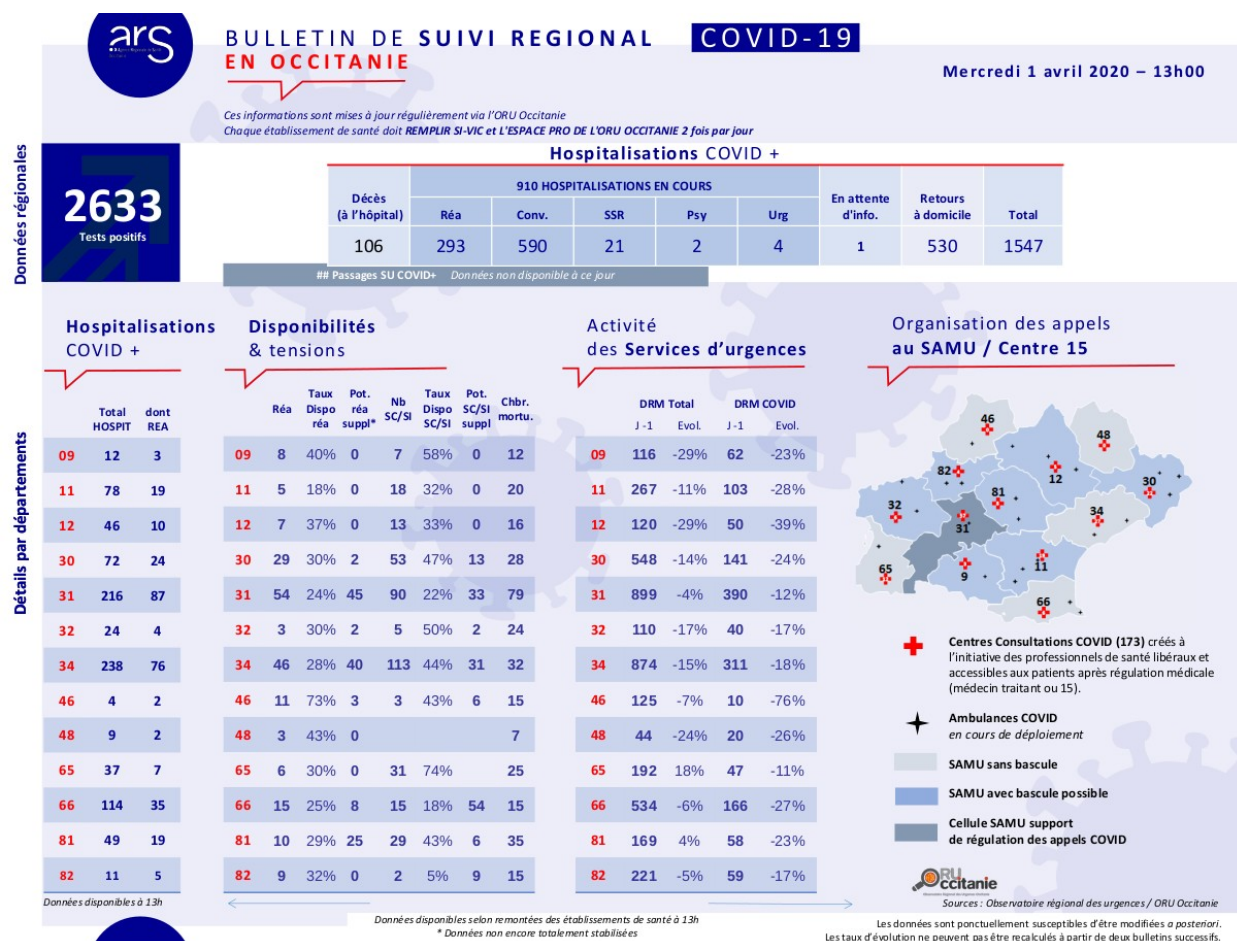 ars
BULLETIN DE SUIVI REGIONAL COVID-19
EN OCCITANIE
Mercredi 1 avril 2020 – 13h00
Ces informations sont mises à jour régulièrement via l'ORU Occitanie
Chaque établissement de santé doit REMPLIR SI-VIC et L'ESPACE PRO DE L'ORU OCCITANIE 2 fois par jour
Données régionales
2633
Tests positifs
Hospitalisations COVID +
Décès (à l'hôpital) 910 HOSPITALISATIONS EN COURS En attente d'info. Retours à domicile Total
Réa Conv. SSR Psy Urg
106 293 590 21 2 4 1 530 1547
## Passages SU COVID+ Données non disponible à ce jour
Détails par départements
Hospitalisations
COVID +
Total HOSPIT dont REA
09 12 3
11 78 19
12 46 10
30 72 24
31 216 87
32 24 4
34 238 76
46 4 2
48 9 2
65 37 7
66 114 35
81 49 19
82 11 5
Données disponibles à 13h
Disponibilités
& tensions
Réa Taux Dispo réa Pot. réa suppl* Nb SC/SI Taux Dispo SC/SI Pot. SC/SI suppl Chbr. mortu.
09 8 40% 0 7 58% 0 12
11 5 18% 0 18 32% 0 20
12 7 37% 0 13 33% 0 16
30 29 30% 2 53 47% 13 28
31 54 24% 45 90 22% 33 79
32 3 30% 2 5 50% 2 24
34 46 28% 40 113 44% 31 32
46 11 73% 3 3 43% 6 15
48 3 43% 0 7
65 6 30% 0 31 74% 25
66 15 25% 8 15 18% 54 15
81 10 29% 25 29 43% 6 35
82 9 32% 0 2 5% 9 15
Activité
des Services d'urgences
DRM Total DRM COVID
J -1 Evol. J -1 Evol.
09 116 -29% 62 -23%
11 267 -11% 103 -28%
12 120 -29% 50 -39%
30 548 -14% 141 -24%
31 899 -4% 390 -12%
32 110 -17% 40 -17%
34 874 -15% 311 -18%
46 125 -7% 10 -76%
48 44 -24% 20 -26%
65 192 18% 47 -11%
66 534 -6% 166 -27%
81 169 4% 58 -23%
82 221 -5% 59 -17%
Données disponibles selon remontées des établissements de santé à 13h
* Données non encore totalement stabilisées
Organisation des appels
au SAMU / Centre 15
46
48
82
12
30
32
81
34
31
65
9
11
66
Centres Consultations COVID (173) créés à
l'initiative des professionnels de santé libéraux et
accessibles aux patients après régulation médicale
(médecin traitant ou 15).
Ambulances COVID
en cours de déploiement
SAMU sans bascule
SAMU avec bascule possible
Cellule SAMU support
de régulation des appels COVID
ORU
Occitanie
Sources : Observatoire régional des urgences / ORU Occitanie
Les données sont ponctuellement susceptibles d'être modifiées a posteriori.
Les taux d'évolution ne peuvent pas être recalculés à partir de deux bulletins successifs.